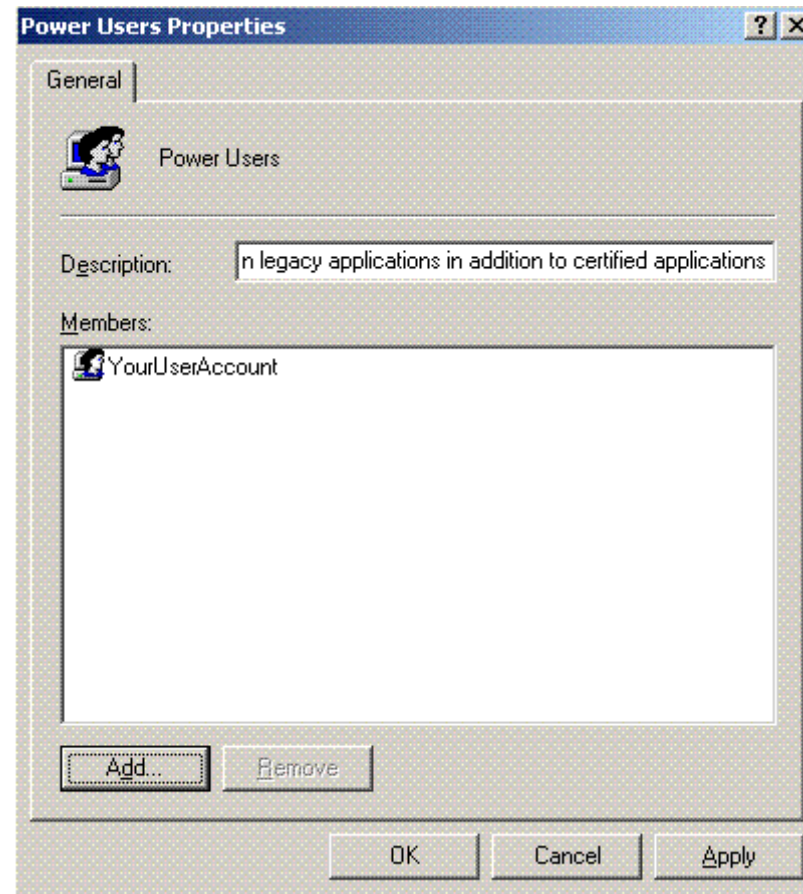 Power Users Properties
General
Power Users
Description: n legacy applications in addition to certified applications
Members:
YourUserAccount
Add... Remove
OK Cancel Apply